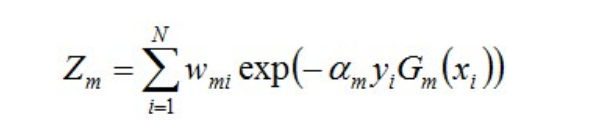 Z_m = \sum_{i=1}^{N} w_{mi} \exp(-\alpha_m y_i G_m(x_i))